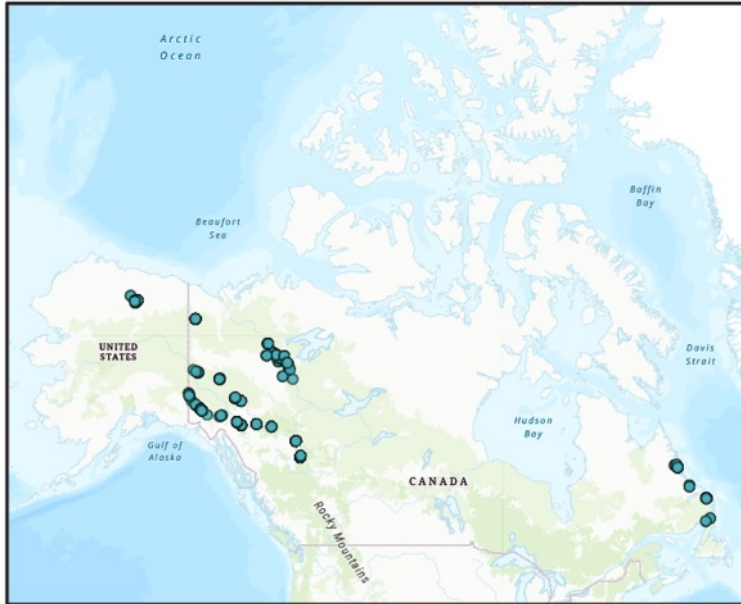 Arctic
Ocean
Beaufort
Sea
Baffin
Bay
UNITED
STATES
Davis
Strait
Gulf of
Alaska
Hudson
Bay
CANADA
Rocky Mountains